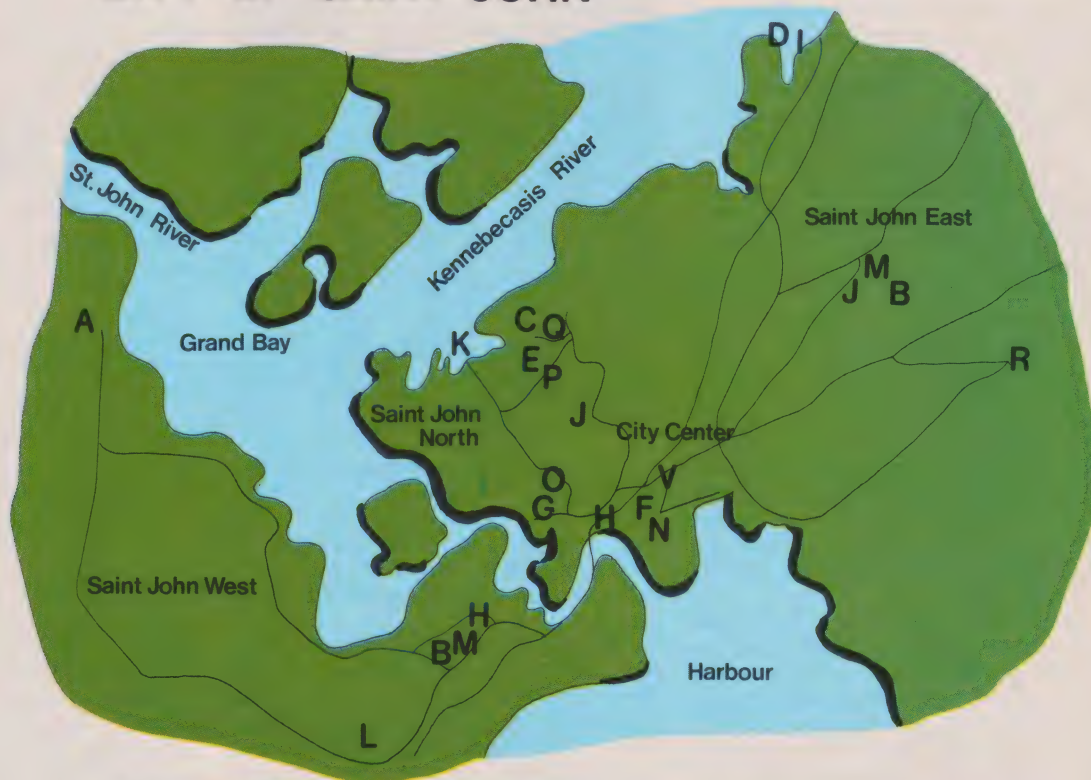 D I
St. John River
Kennebecasis River
Saint John East
M
J B
A
Grand Bay
K
C Q
E
P
R
Saint John
North
J
City Center
O
V
G
H
F
N
Saint John West
H
B M
Harbour
L